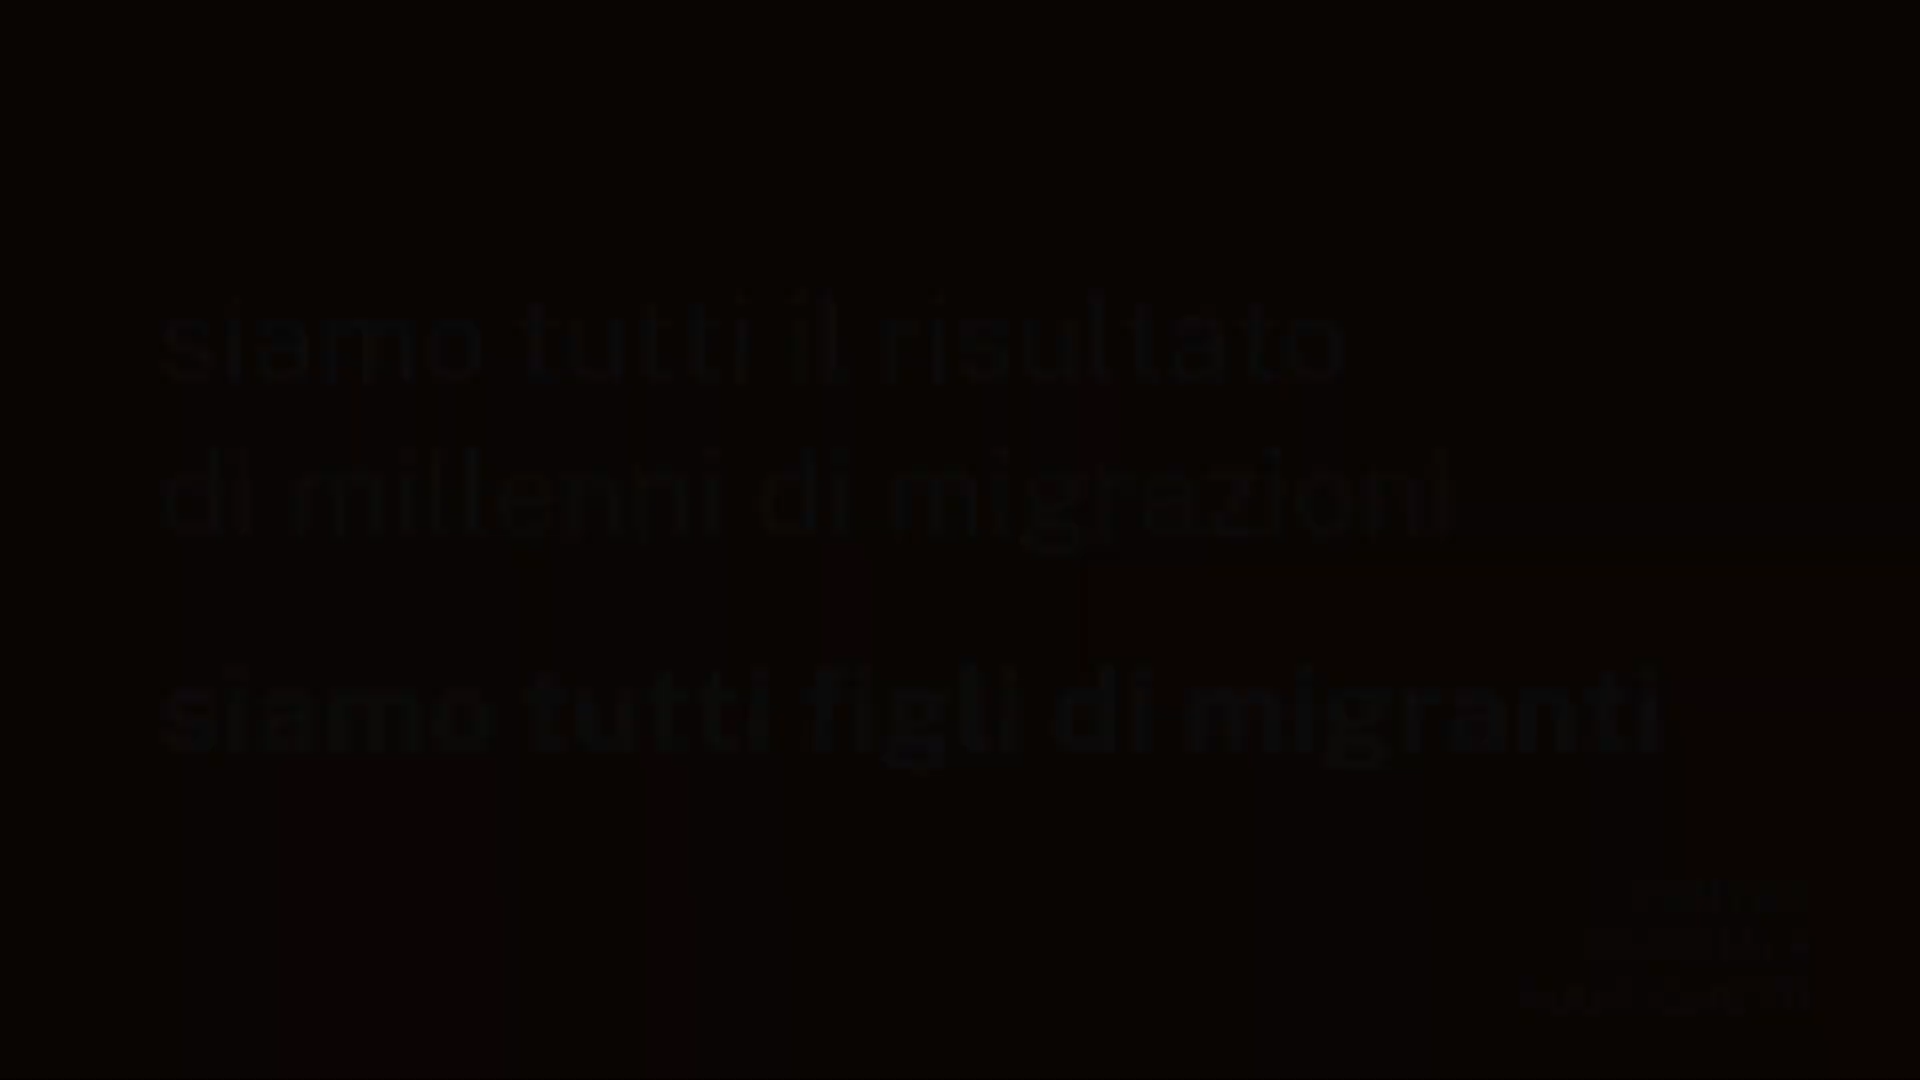 siamo tutti il risultato
di millenni di migrazioni
siamo tutti figli di migranti